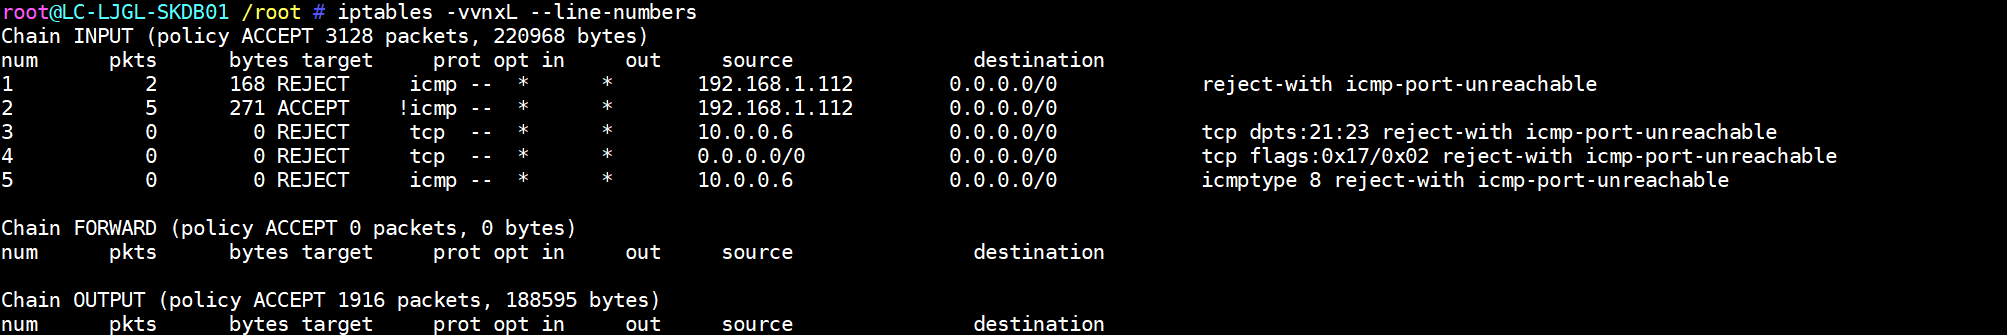 root@LC-LJGL-SKDB01 /root # iptables -vvnxL --line-numbers
Chain INPUT (policy ACCEPT 3128 packets, 220968 bytes)
num      pkts      bytes target     prot opt in     out     source               destination
1           2      168 REJECT     icmp --  *      *       192.168.1.112        0.0.0.0/0            reject-with icmp-port-unreachable
2           5      271 ACCEPT    !icmp --  *      *       192.168.1.112        0.0.0.0/0
3           0        0 REJECT     tcp  --  *      *       10.0.0.6             0.0.0.0/0            tcp dpts:21:23 reject-with icmp-port-unreachable
4           0        0 REJECT     tcp  --  *      *       0.0.0.0/0            0.0.0.0/0            tcp flags:0x17/0x02 reject-with icmp-port-unreachable
5           0        0 REJECT     icmp --  *      *       10.0.0.6             0.0.0.0/0            icmptype 8 reject-with icmp-port-unreachable
Chain FORWARD (policy ACCEPT 0 packets, 0 bytes)
num      pkts      bytes target     prot opt in     out     source               destination
Chain OUTPUT (policy ACCEPT 1916 packets, 188595 bytes)
num      pkts      bytes target     prot opt in     out     source               destination